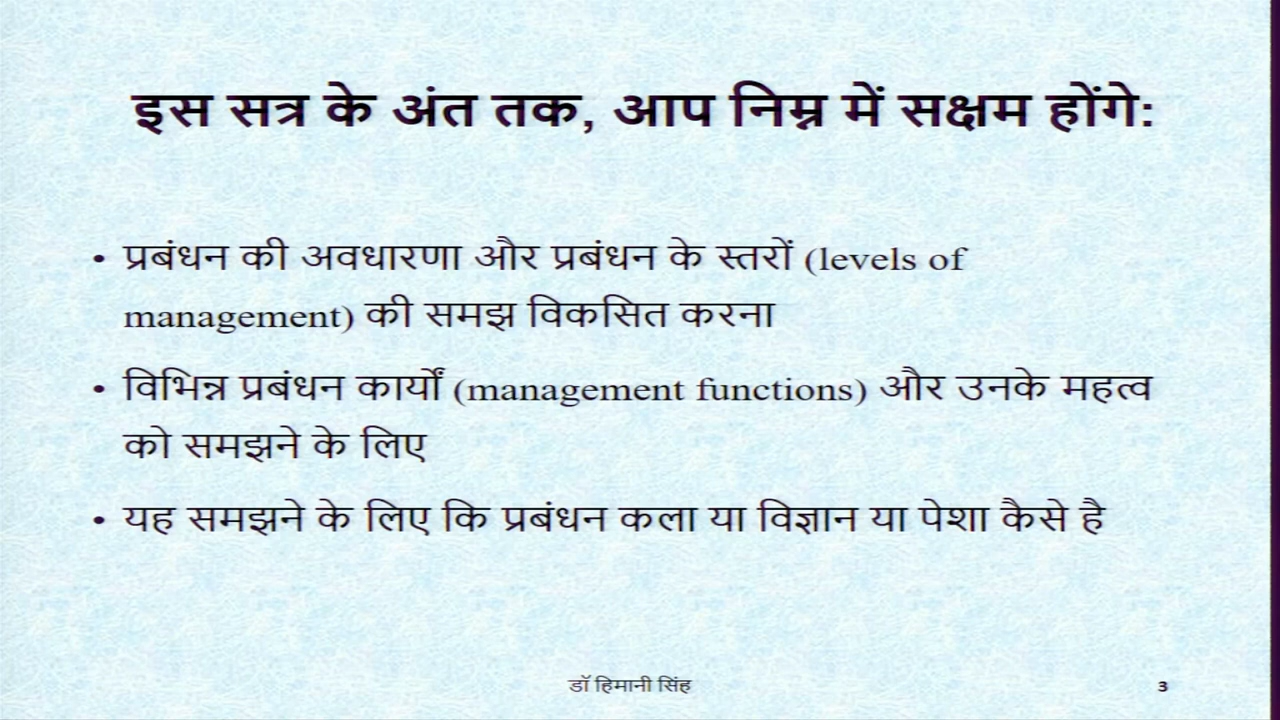 इस सत्र के अंत तक, आप निम्न में सक्षम होंगे:
• प्रबंधन की अवधारणा और प्रबंधन के स्तरों (levels of
management) की समझ विकसित करना
• विभिन्न प्रबंधन कार्यों (management functions) और उनके महत्व
को समझने के लिए
• यह समझने के लिए कि प्रबंधन कला या विज्ञान या पेशा कैसे है
डॉ हिमानी सिंह
3